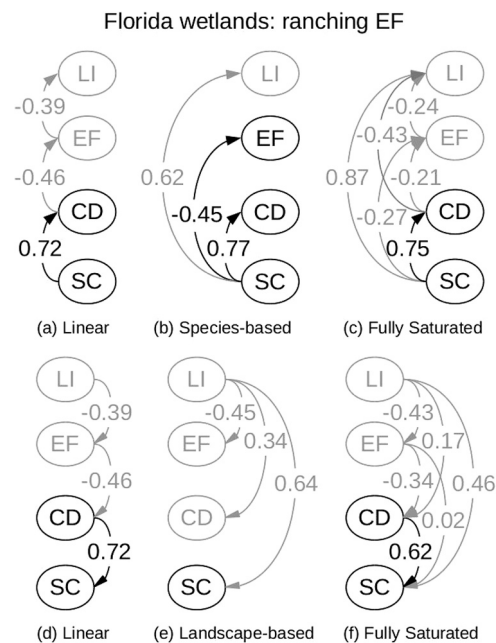 Florida wetlands: ranching EF
LI LI LI
-0.39 -0.24
EF EF -0.43 EF
-0.46 0.62 0.87 -0.21
-0.45 -0.27
CD CD CD
0.72 0.77 0.75
SC SC SC
(a) Linear (b) Species-based (c) Fully Saturated
LI LI LI
-0.39 -0.45 -0.43
EF EF 0.34 EF 0.17
-0.46 0.64 -0.34 0.46
CD CD CD 0.02
0.72 0.62
SC SC SC
(d) Linear (e) Landscape-based (f) Fully Saturated